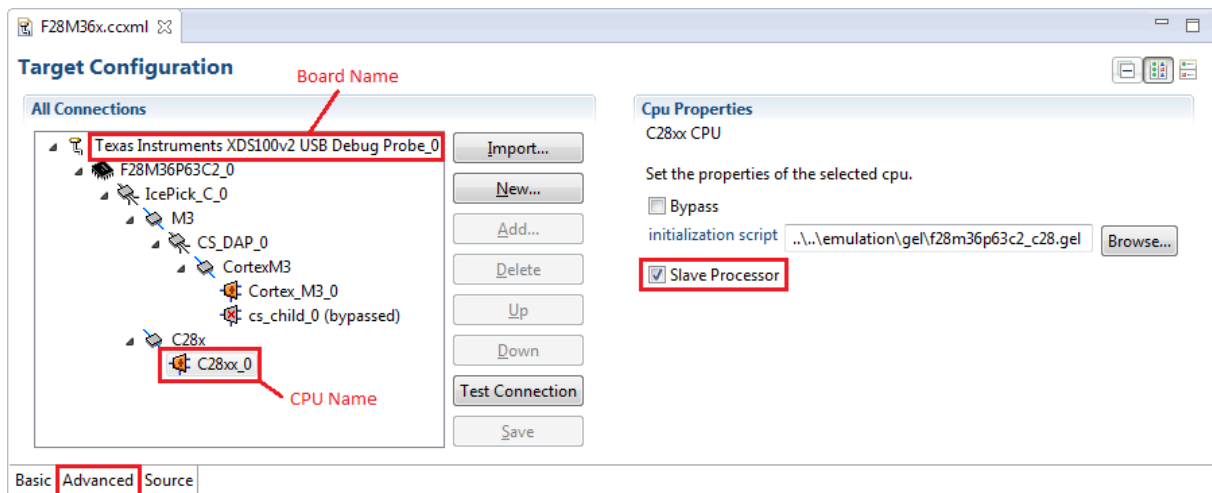 F28M36x.ccxml
Target Configuration
Board Name
All Connections
Texas Instruments XDS100v2 USB Debug Probe_0
F28M36P63C2_0
IcePick_C_0
M3
CS_DAP_0
CortexM3
Cortex_M3_0
cs_child_0 (bypassed)
C28x
C28xx_0
CPU Name
Import...
New...
Add...
Delete
Up
Down
Test Connection
Save
Cpu Properties
C28xx CPU
Set the properties of the selected cpu.
Bypass
initialization script ..\..\emulation\gel\f28m36p63c2_c28.gel Browse...
Slave Processor
Basic Advanced Source